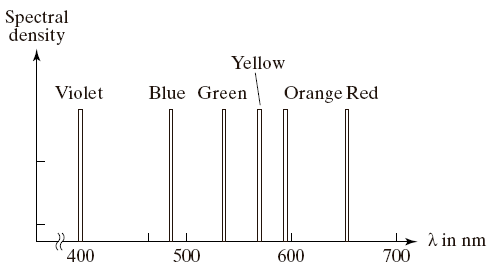 Spectral
density
Yellow
Violet Blue Green Orange Red
λ in nm
400 500 600 700